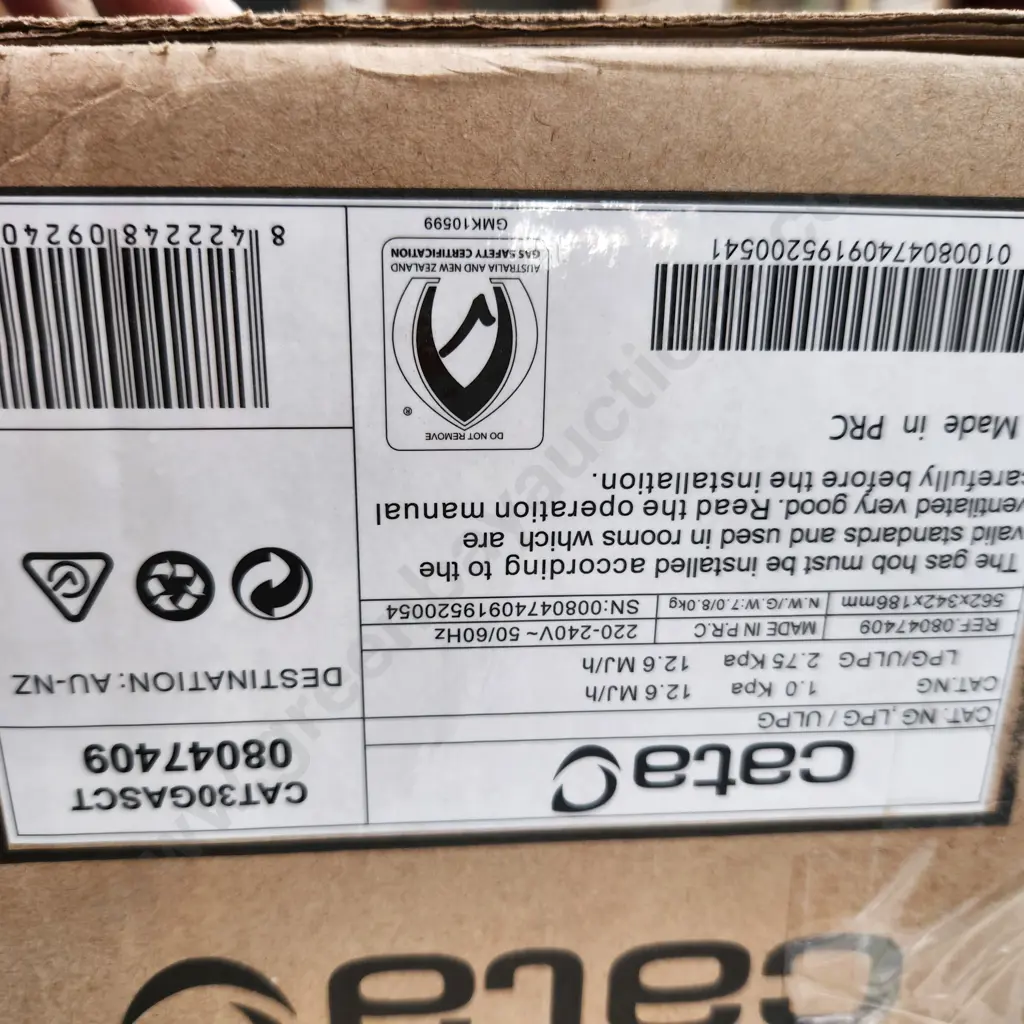 cata
CAT. NG, LPG / ULPG
CAT.NG 1.0 Kpa 12.6 MJ/h
LPG/ULPG 2.75 Kpa 12.6 MJ/h
REF:08047409 MADE IN P.R.C 220-240V~ 50/60Hz
562x342x186mm N.W./G.W:7.0/8.0kg SN:00804740919520054
The gas hob must be installed according to the
valid standards and used in rooms which are
ventilated very good. Read the operation manual
carefully before the installation.
Made in PRC
DO NOT REMOVE
®
AUSTRALIA AND NEW ZEALAND
GAS SAFETY CERTIFICATION
GMK10599
0100804740919520054​1
CAT30GASCT
08047409
DESTINATION: AU-NZ
8 422248 09240
cata